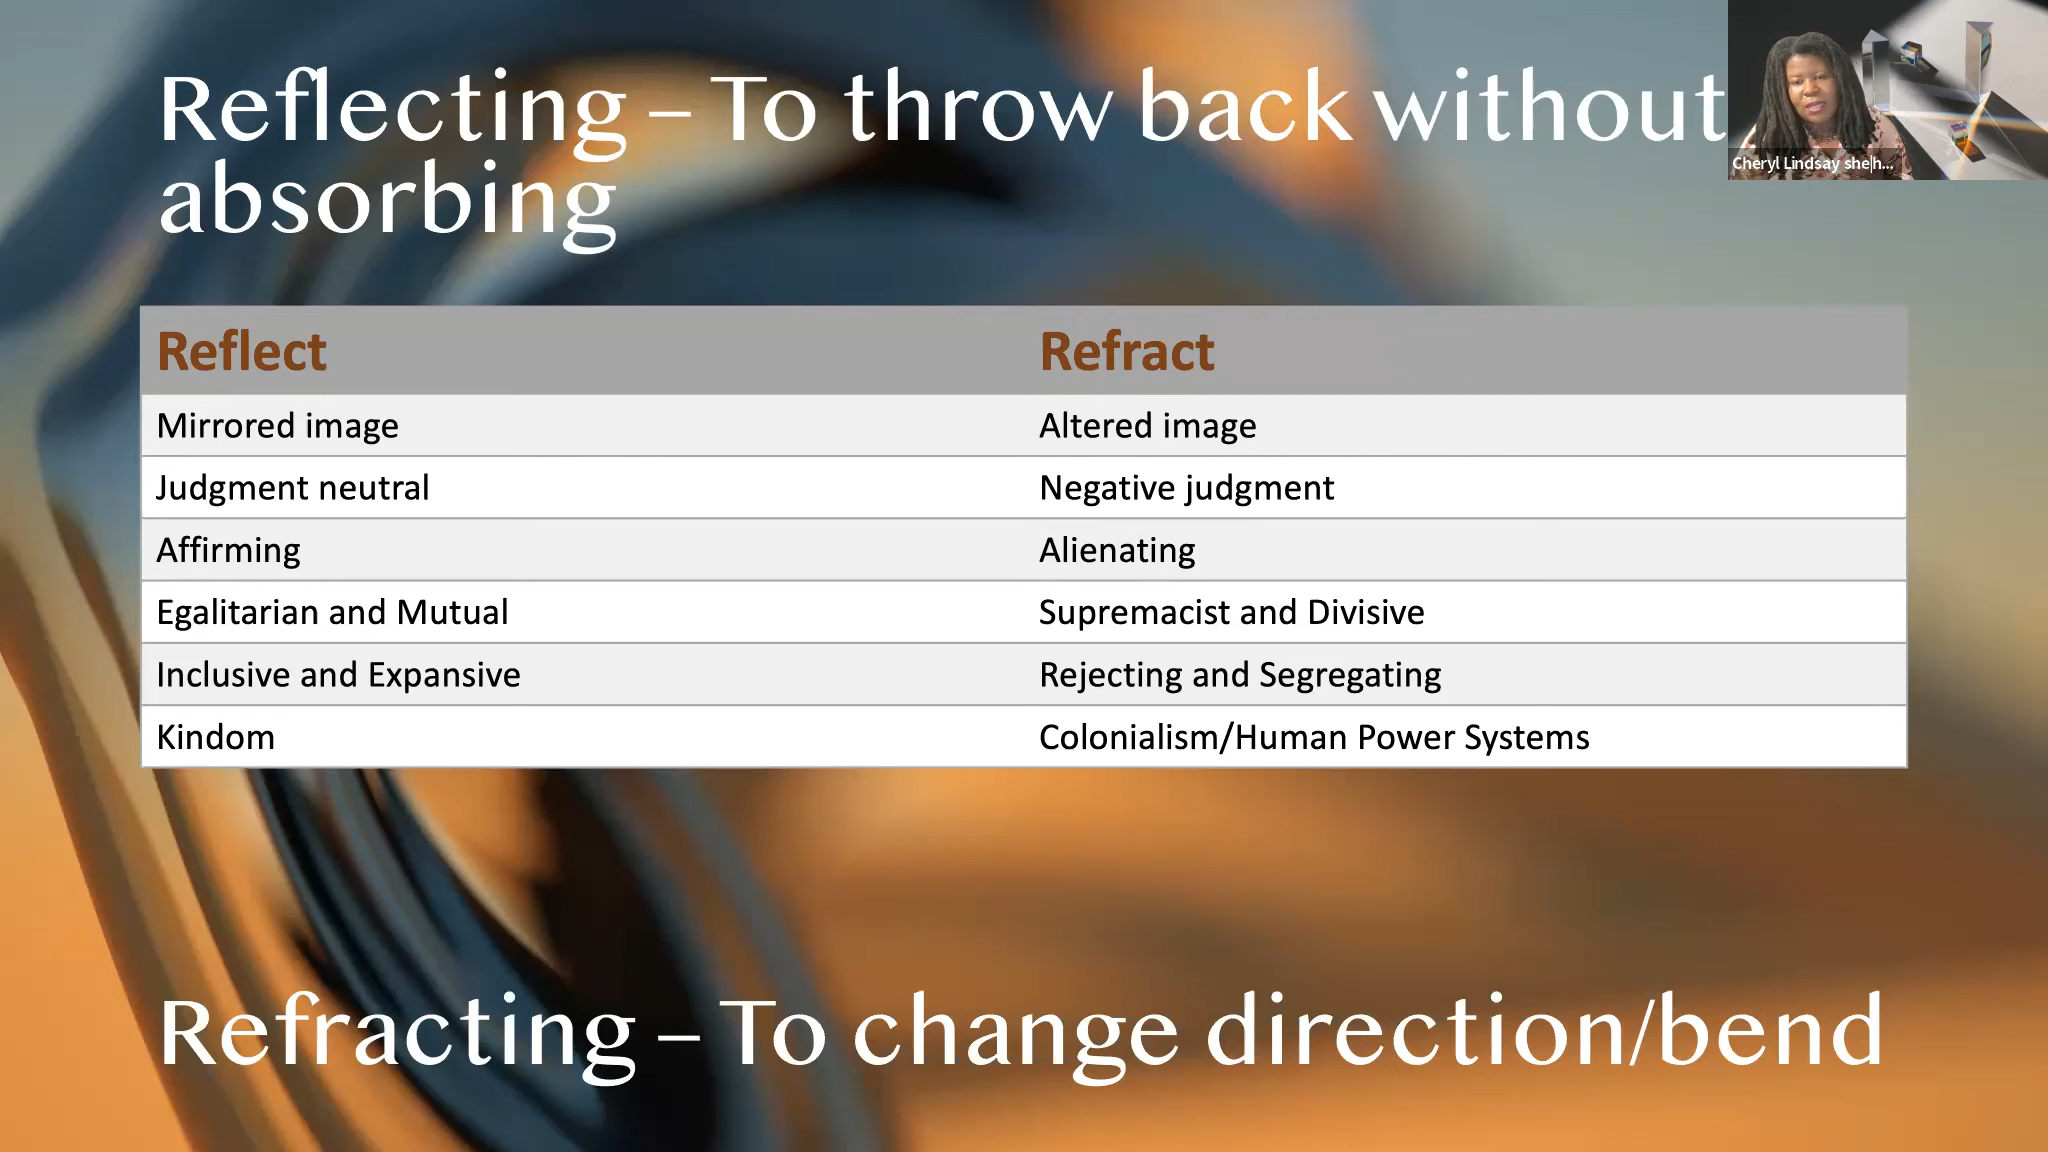 Reflecting – To throw back without
absorbing
Cheryl Lindsay she|h...
Reflect Refract
Mirrored image Altered image
Judgment neutral Negative judgment
Affirming Alienating
Egalitarian and Mutual Supremacist and Divisive
Inclusive and Expansive Rejecting and Segregating
Kindom Colonialism/Human Power Systems
Refracting – To change direction/bend